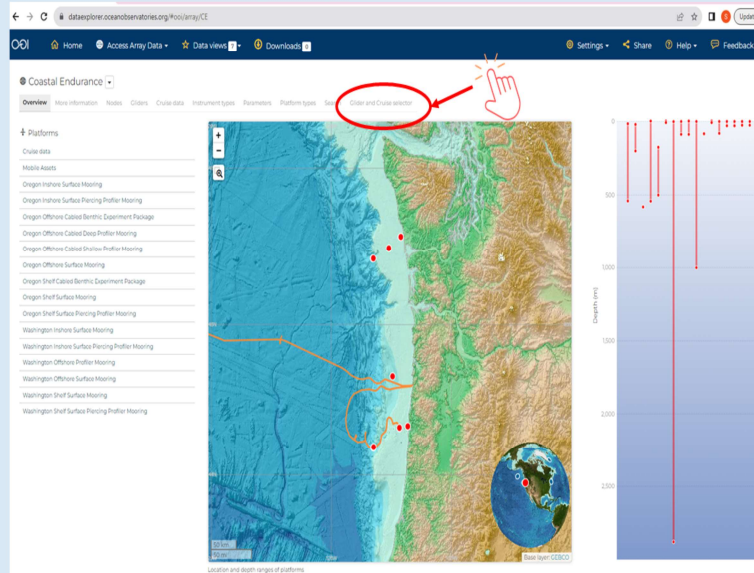 dataexplorer.oceanobservatories.org/#ooi/array/CE
S
Updat
OOI
Home
Access Array Data
Data views ?
Downloads 0
Settings
Share
Help
Feedback
Coastal Endurance
Overview More information Nodes Gliders Cruise data Instrument types Parameters Platform types Glider and Cruise selector
Platforms
Cruise data
Mobile Assets
Oregon Inshore Surface Mooring
Oregon Inshore Surface Piercing Profiler Mooring
Oregon Offshore Cabled Benthic Experiment Package
Oregon Offshore Cabled Deep Profiler Mooring
Oregon Offshore Cabled Shallow Profiler Mooring
Oregon Offshore Surface Mooring
Oregon Shelf Cabled Benthic Experiment Package
Oregon Shelf Surface Mooring
Oregon Shelf Surface Piercing Profiler Mooring
Washington Inshore Surface Mooring
Washington Inshore Surface Piercing Profiler Mooring
Washington Offshore Profiler Mooring
Washington Offshore Surface Mooring
Washington Shelf Surface Mooring
Washington Shelf Surface Piercing Profiler Mooring
+
-
50 km
50 mi
Base layer: GEBCO
Location and depth ranges of platforms
0
500
1,000
1,500
2,000
2,500
Depth (m)